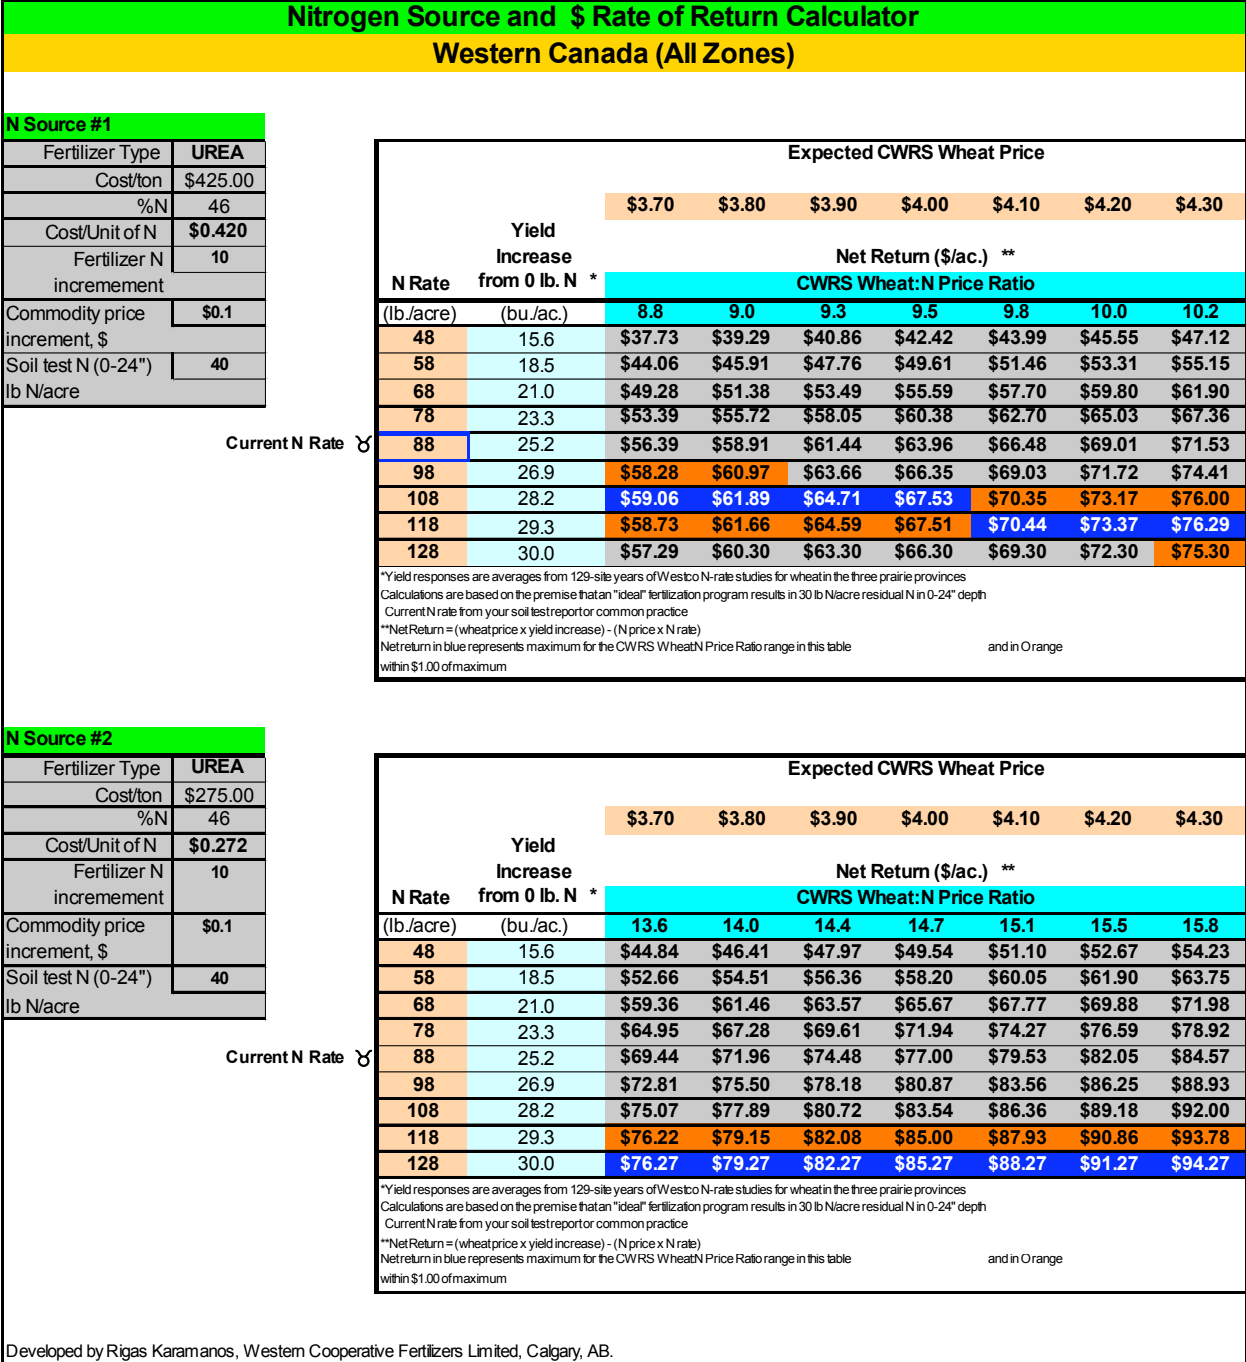 Nitrogen Source and $ Rate of Return Calculator
Western Canada (All Zones)
N Source #1
Fertilizer Type UREA
Cost/ton $425.00
%N 46
Cost/Unit of N $0.420
Fertilizer N 10
incremement
Commodity price $0.1
increment, $
Soil test N (0-24") 40
lb N/acre
Current N Rate ♉
Expected CWRS Wheat Price
$3.70 $3.80 $3.90 $4.00 $4.10 $4.20 $4.30
Yield
Increase Net Return ($/ac.) **
N Rate from 0 lb. N * CWRS Wheat:N Price Ratio
(lb./acre) (bu./ac.) 8.8 9.0 9.3 9.5 9.8 10.0 10.2
48 15.6 $37.73 $39.29 $40.86 $42.42 $43.99 $45.55 $47.12
58 18.5 $44.06 $45.91 $47.76 $49.61 $51.46 $53.31 $55.15
68 21.0 $49.28 $51.38 $53.49 $55.59 $57.70 $59.80 $61.90
78 23.3 $53.39 $55.72 $58.05 $60.38 $62.70 $65.03 $67.36
88 25.2 $56.39 $58.91 $61.44 $63.96 $66.48 $69.01 $71.53
98 26.9 $58.28 $60.97 $63.66 $66.35 $69.03 $71.72 $74.41
108 28.2 $59.06 $61.89 $64.71 $67.53 $70.35 $73.17 $76.00
118 29.3 $58.73 $61.66 $64.59 $67.51 $70.44 $73.37 $76.29
128 30.0 $57.29 $60.30 $63.30 $66.30 $69.30 $72.30 $75.30
*Yield responses are averages from 129-site years of Westco N-rate studies for wheat in the three prairie provinces
Calculations are based on the premise that an "ideal" fertilization program results in 30 lb N/acre residual N in 0-24" depth
Current N rate from your soil test report or common practice
**Net Return = (wheat price x yield increase) - (N price x N rate)
Net return in blue represents maximum for the CWRS Wheat:N Price Ratio range in this table and in Orange
within $1.00 of maximum
N Source #2
Fertilizer Type UREA
Cost/ton $275.00
%N 46
Cost/Unit of N $0.272
Fertilizer N 10
incremement
Commodity price $0.1
increment, $
Soil test N (0-24") 40
lb N/acre
Current N Rate ♉
Expected CWRS Wheat Price
$3.70 $3.80 $3.90 $4.00 $4.10 $4.20 $4.30
Yield
Increase Net Return ($/ac.) **
N Rate from 0 lb. N * CWRS Wheat:N Price Ratio
(lb./acre) (bu./ac.) 13.6 14.0 14.4 14.7 15.1 15.5 15.8
48 15.6 $44.84 $46.41 $47.97 $49.54 $51.10 $52.67 $54.23
58 18.5 $52.66 $54.51 $56.36 $58.20 $60.05 $61.90 $63.75
68 21.0 $59.36 $61.46 $63.57 $65.67 $67.77 $69.88 $71.98
78 23.3 $64.95 $67.28 $69.61 $71.94 $74.27 $76.59 $78.92
88 25.2 $69.44 $71.96 $74.48 $77.00 $79.53 $82.05 $84.57
98 26.9 $72.81 $75.50 $78.18 $80.87 $83.56 $86.25 $88.93
108 28.2 $75.07 $77.89 $80.72 $83.54 $86.36 $89.18 $92.00
118 29.3 $76.22 $79.15 $82.08 $85.00 $87.93 $90.86 $93.78
128 30.0 $76.27 $79.27 $82.27 $85.27 $88.27 $91.27 $94.27
*Yield responses are averages from 129-site years of Westco N-rate studies for wheat in the three prairie provinces
Calculations are based on the premise that an "ideal" fertilization program results in 30 lb N/acre residual N in 0-24" depth
Current N rate from your soil test report or common practice
**Net Return = (wheat price x yield increase) - (N price x N rate)
Net return in blue represents maximum for the CWRS Wheat:N Price Ratio range in this table and in Orange
within $1.00 of maximum
Developed by Rigas Karamanos, Western Cooperative Fertilizers Limited, Calgary, AB.